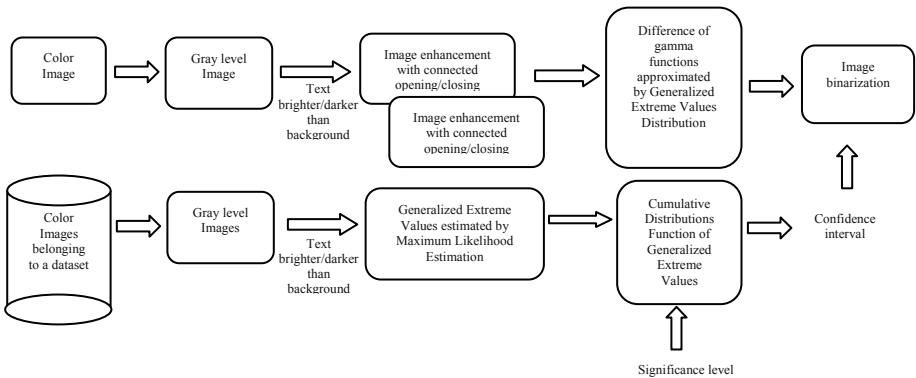 Color
Image
Gray level
Image
Text
brighter/darker
than
background
Image enhancement
with connected
opening/closing
Image enhancement
with connected
opening/closing
Difference of
gamma
functions
approximated
by Generalized
Extreme Values
Distribution
Image
binarization
Color
Images
belonging
to a dataset
Gray level
Images
Text
brighter/darker
than
background
Generalized Extreme
Values estimated by
Maximum Likelihood
Estimation
Cumulative
Distributions
Function of
Generalized
Extreme
Values
Confidence
interval
Significance level